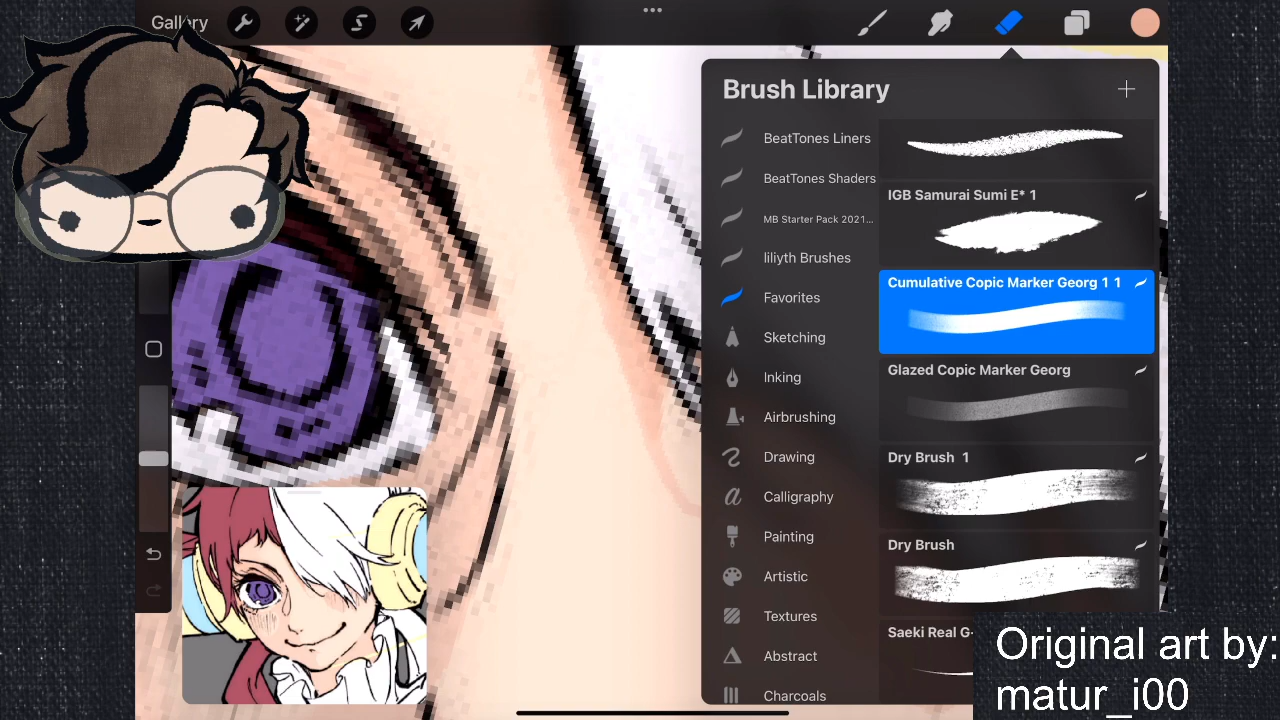 Gallery
Brush Library
BeatTones Liners
BeatTones Shaders
MB Starter Pack 2021...
liliyth Brushes
Favorites
Sketching
Inking
Airbrushing
Drawing
Calligraphy
Painting
Artistic
Textures
Abstract
Charcoals
IGB Samurai Sumi E* 1
Cumulative Copic Marker Georg 1 1
Glazed Copic Marker Georg
Dry Brush 1
Dry Brush
Saeki Real G-
Original art by:
matur_i00